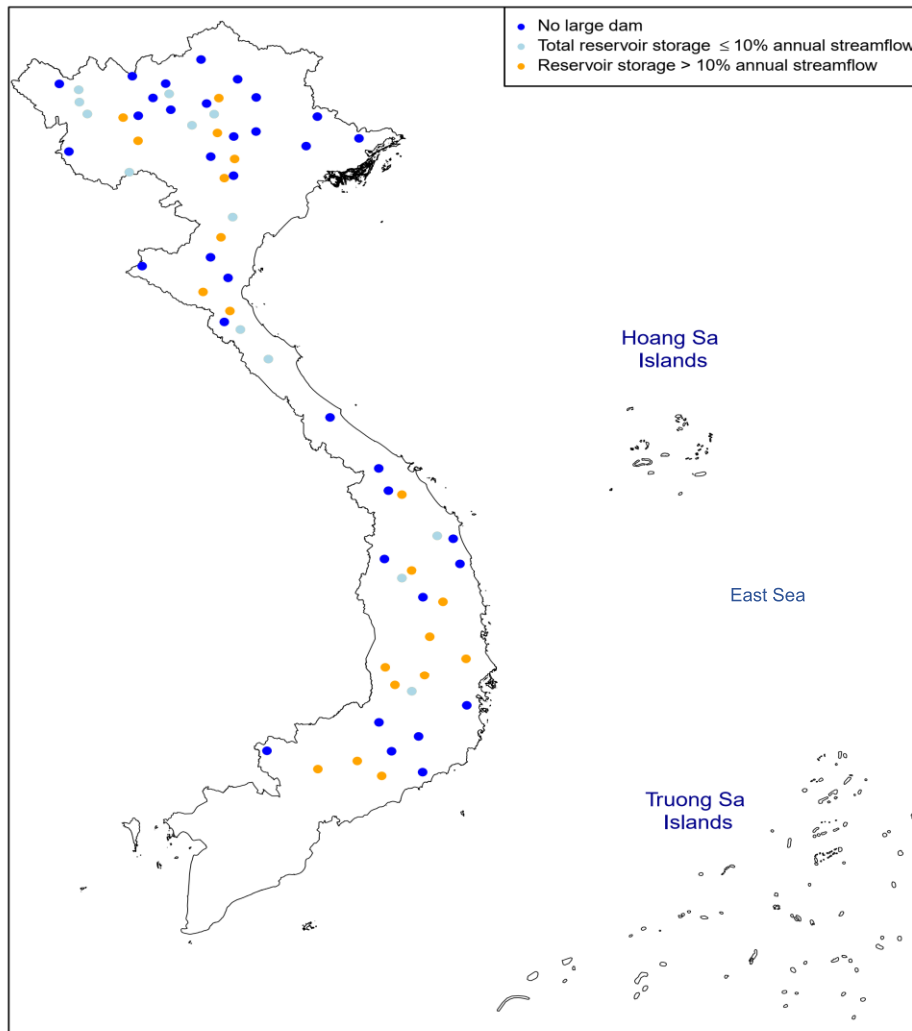 No large dam
Total reservoir storage ≤ 10% annual streamflow
Reservoir storage > 10% annual streamflow
Hoang Sa
Islands
East Sea
Truong Sa
Islands